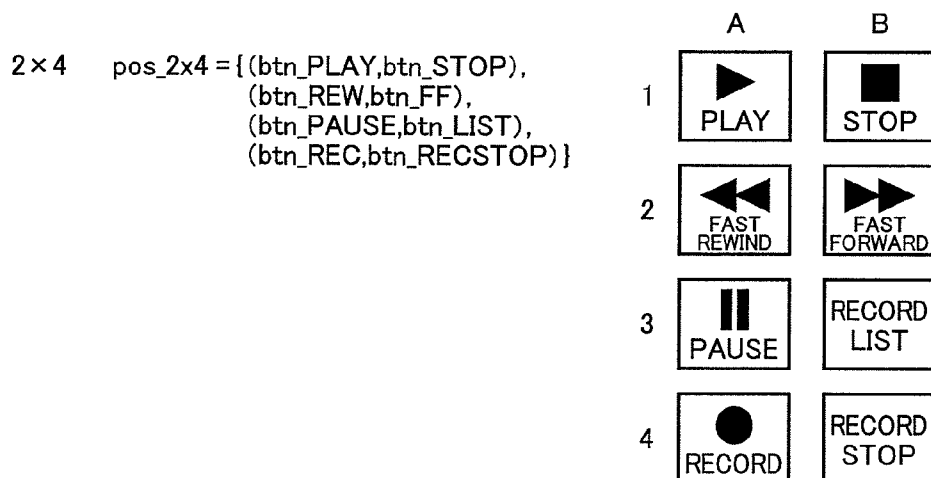 2×4 pos_2x4={(btn_PLAY,btn_STOP),
(btn_REW,btn_FF),
(btn_PAUSE,btn_LIST),
(btn_REC,btn_RECSTOP)}
A B
1
PLAY
STOP
2
FAST
REWIND
FAST
FORWARD
3
PAUSE
RECORD
LIST
4
RECORD
RECORD
STOP